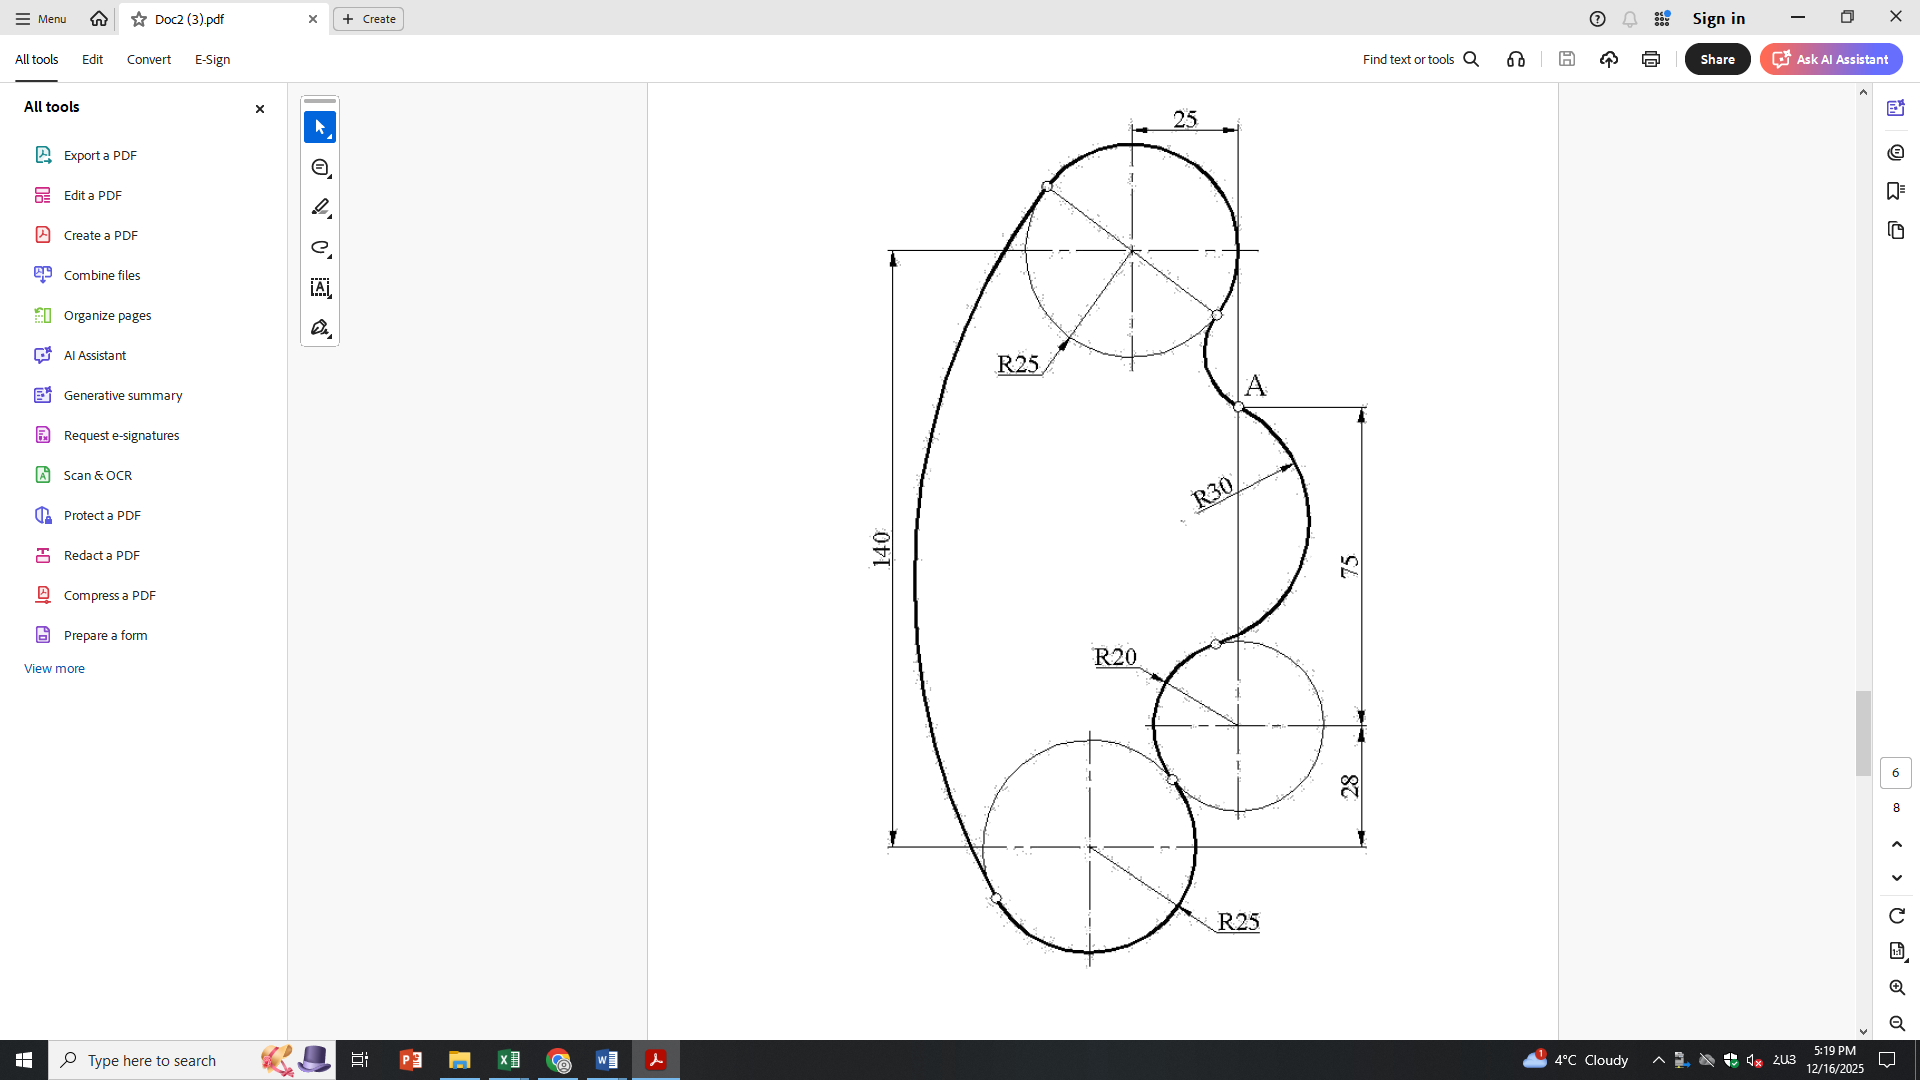 Menu
Doc2 (3).pdf
Create
Sign in
All tools
Edit
Convert
E-Sign
Find text or tools
Share
Ask AI Assistant
All tools
Export a PDF
Edit a PDF
Create a PDF
Combine files
Organize pages
AI Assistant
Generative summary
Request e-signatures
Scan & OCR
Protect a PDF
Redact a PDF
Compress a PDF
Prepare a form
View more
25
R25
A
R30
140
75
R20
28
R25
6
8
Type here to search
1
4°C Cloudy
ՀԱՅ
5:19 PM
12/16/2025